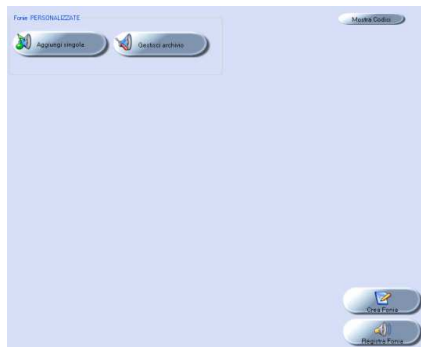 Fonie PERSONALIZZATE
Mostra Codici
Aggiungi singola
Gestisci archivio
Crea Fonia
Registra Fonia